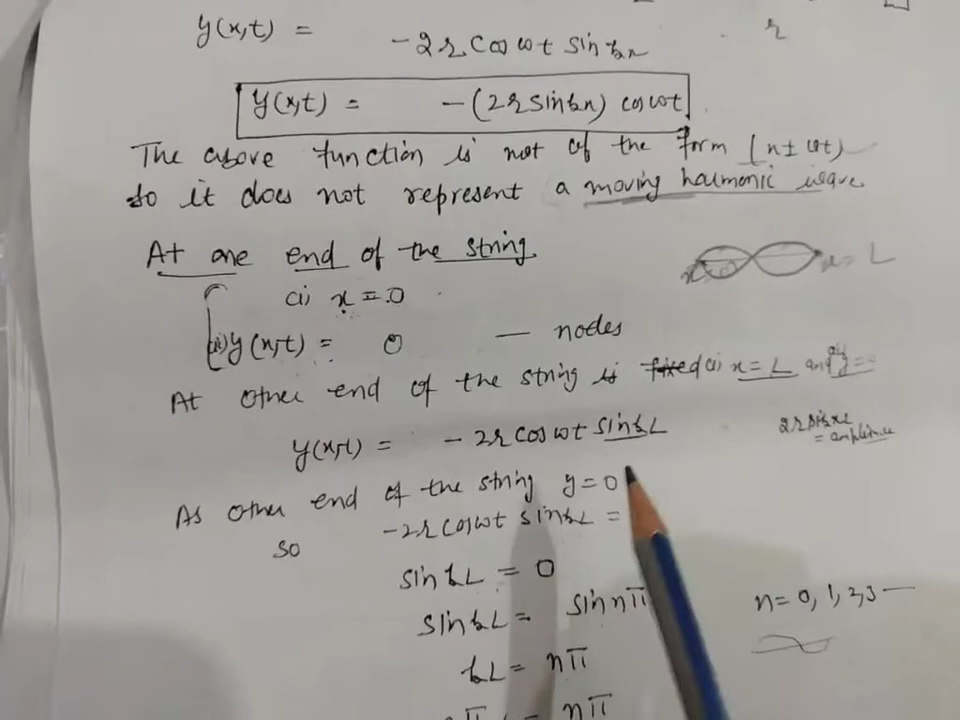 y(x,t) = -2r cos ωt sin kx
r
y(x,t) = -(2r sin kx) cos ωt
The above function is not of the form (x ± vt)
so it does not represent a moving harmonic wave
At one end of the string
(i) x = 0
x=0 x = L
(ii) y(x,t) = 0 — nodes
At other end of the string is fixed (i) x = L and y=0
y(x,t) = -2r cos ωt sin kL
2r sin kL
= amplitude
As other end of the string y = 0
so -2r cos ωt sin kL =
sin kL = 0
sin kL = sin nπ n = 0, 1, 2, 3 —
kL = nπ
nπ